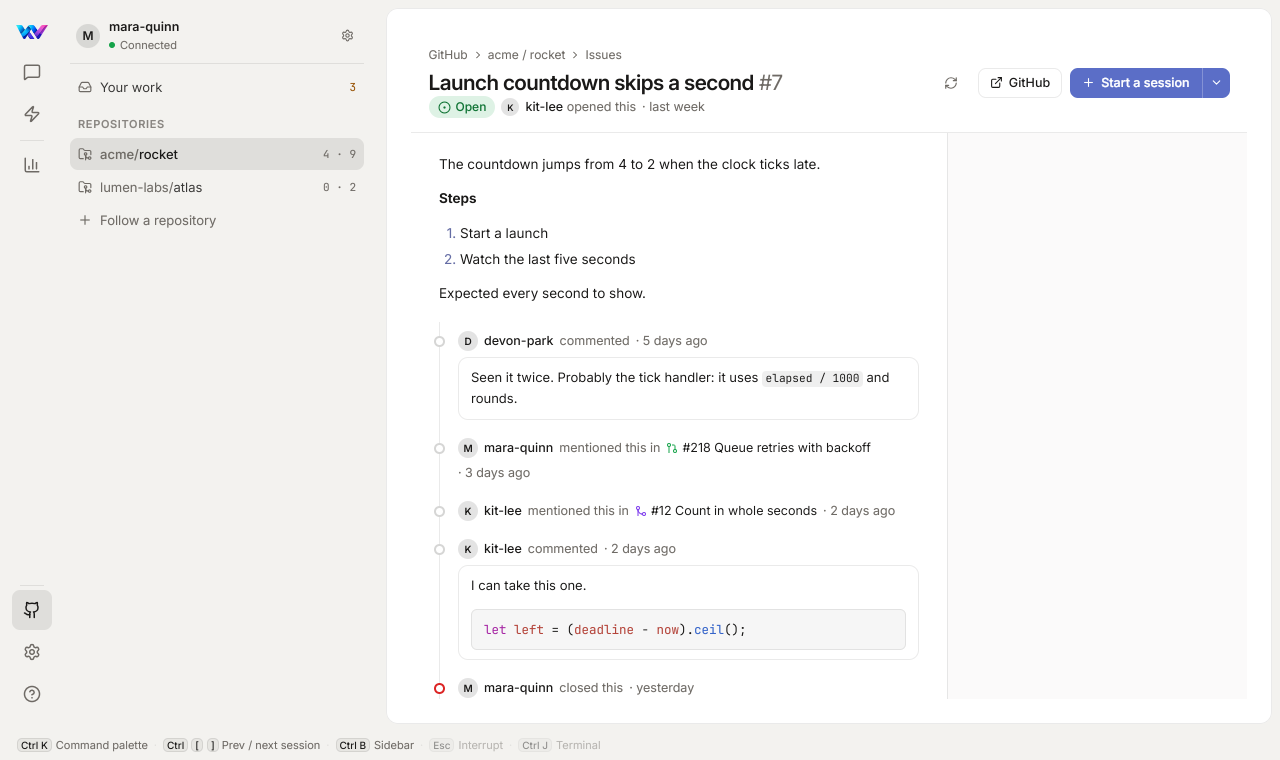 mara-quinn
Connected
Your work 3
REPOSITORIES
acme/rocket 4 · 9
lumen-labs/atlas 0 · 2
Follow a repository
GitHub > acme / rocket > Issues
Launch countdown skips a second #7
GitHub
Start a session
Open K kit-lee opened this · last week
The countdown jumps from 4 to 2 when the clock ticks late.
Steps
1. Start a launch
2. Watch the last five seconds
Expected every second to show.
D devon-park commented · 5 days ago
Seen it twice. Probably the tick handler: it uses elapsed / 1000 and
rounds.
M mara-quinn mentioned this in #218 Queue retries with backoff
· 3 days ago
K kit-lee mentioned this in #12 Count in whole seconds · 2 days ago
K kit-lee commented · 2 days ago
I can take this one.
let left = (deadline - now).ceil();
M mara-quinn closed this · yesterday
Ctrl K Command palette · Ctrl [ ] Prev / next session · Ctrl B Sidebar · Esc Interrupt · Ctrl J Terminal